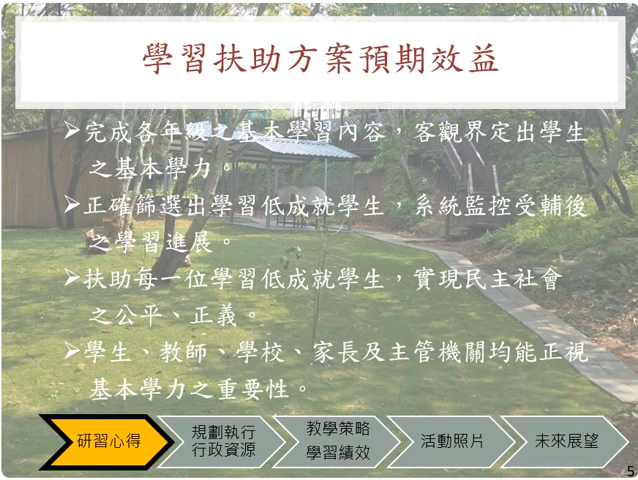 學習扶助方案預期效益
➢完成各年級之基本學習內容，客觀界定出學生
之基本學力。
➢正確篩選出學習低成就學生，系統監控受輔後
之學習進展。
➢扶助每一位學習低成就學生，實現民主社會
之公平、正義。
➢學生、教師、學校、家長及主管機關均能正視
基本學力之重要性。
研習心得
規劃執行
行政資源
教學策略
學習績效
活動照片
未來展望
5